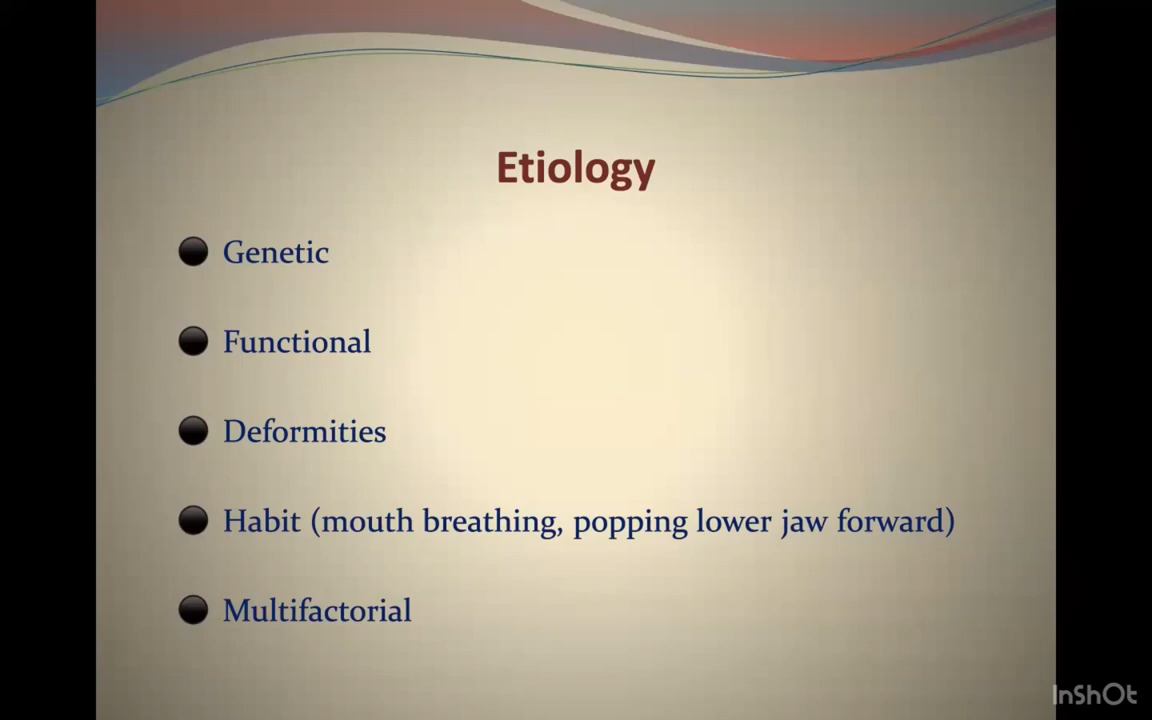 Etiology
Genetic
Functional
Deformities
Habit (mouth breathing, popping lower jaw forward)
Multifactorial
InShOt